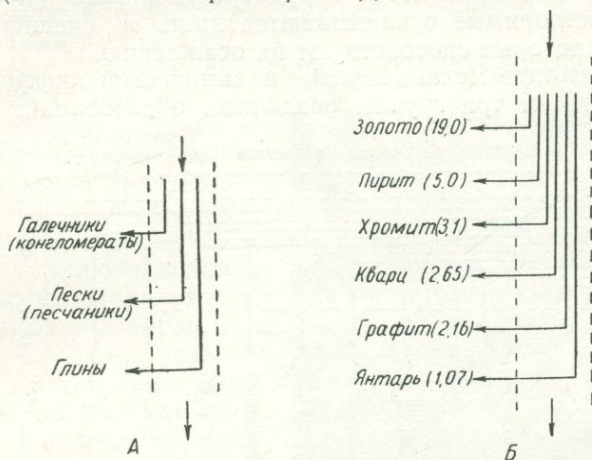 Золото (19,0)
Пирит (5,0)
Хромит (3,1)
Кварц (2,65)
Графит (2,16)
Янтарь (1,07)
Б
Галечники
(конгломераты)
Пески
(песчаники)
Глины
А